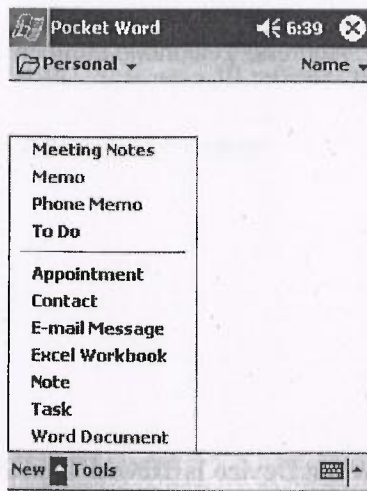 Pocket Word 6:39
Personal Name
Meeting Notes
Memo
Phone Memo
To Do
Appointment
Contact
E-mail Message
Excel Workbook
Note
Task
Word Document
New Tools